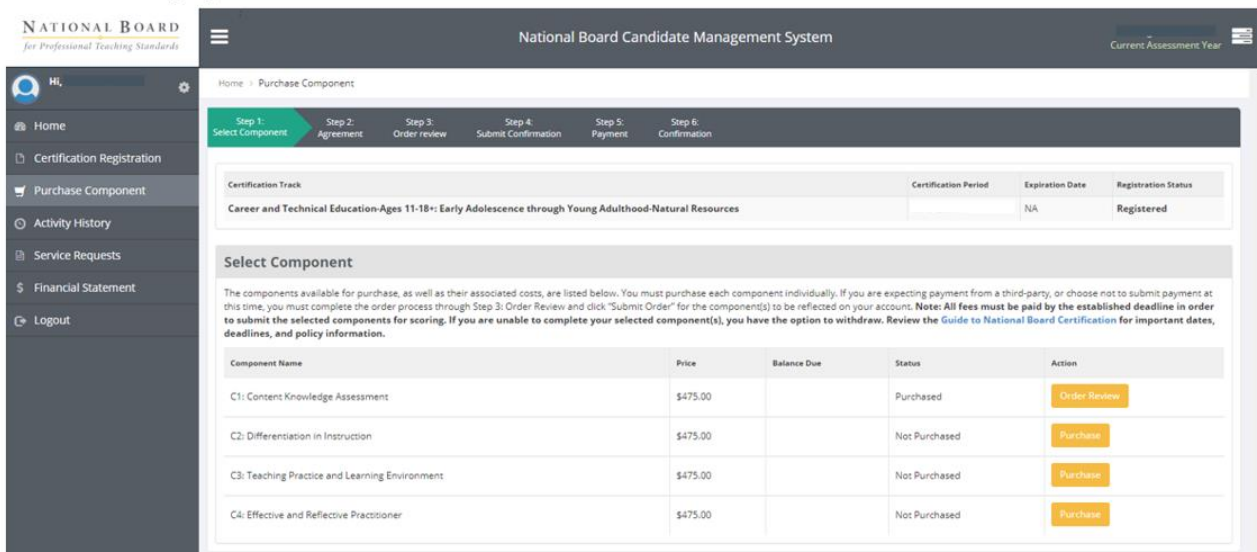 NATIONAL BOARD
for Professional Teaching Standards
National Board Candidate Management System
Current Assessment Year
Hi,
Home > Purchase Component
Home
Certification Registration
Purchase Component
Activity History
Service Requests
$ Financial Statement
Logout
Step 1:
Select Component
Step 2:
Agreement
Step 3:
Order review
Step 4:
Submit Confirmation
Step 5:
Payment
Step 6:
Confirmation
Certification Track Certification Period Expiration Date Registration Status
Career and Technical Education-Ages 11-18+: Early Adolescence through Young Adulthood-Natural Resources NA Registered
Select Component
The components available for purchase, as well as their associated costs, are listed below. You must purchase each component individually. If you are expecting payment from a third-party, or choose not to submit payment at
this time, you must complete the order process through Step 3: Order Review and click "Submit Order" for the component(s) to be reflected on your account. Note: All fees must be paid by the established deadline in order
to submit the selected components for scoring. If you are unable to complete your selected component(s), you have the option to withdraw. Review the Guide to National Board Certification for important dates,
deadlines, and policy information.
Component Name Price Balance Due Status Action
C1: Content Knowledge Assessment $475.00 Purchased Order Review
C2: Differentiation in Instruction $475.00 Not Purchased Purchase
C3: Teaching Practice and Learning Environment $475.00 Not Purchased Purchase
C4: Effective and Reflective Practitioner $475.00 Not Purchased Purchase